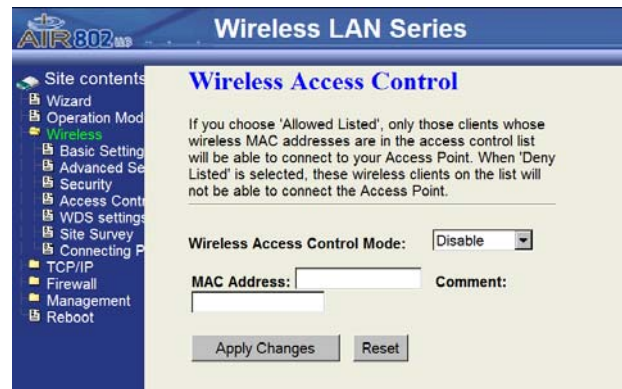 AIR802
Wireless LAN Series
Site contents
Wizard
Operation Mod
Wireless
Basic Setting
Advanced Se
Security
Access Contr
WDS settings
Site Survey
Connecting P
TCP/IP
Firewall
Management
Reboot
Wireless Access Control
If you choose 'Allowed Listed', only those clients whose
wireless MAC addresses are in the access control list
will be able to connect to your Access Point. When 'Deny
Listed' is selected, these wireless clients on the list will
not be able to connect the Access Point.
Wireless Access Control Mode: Disable
MAC Address: Comment:
Apply Changes Reset